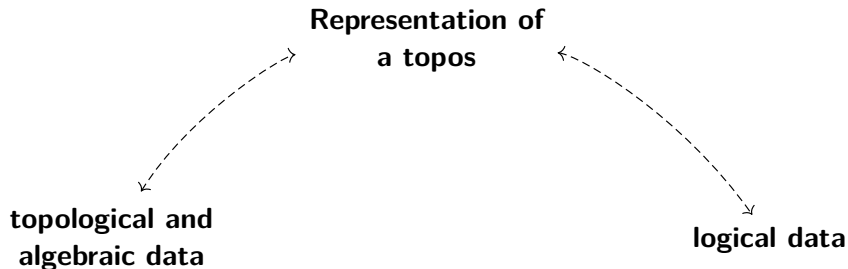 Representation of
a topos
topological and
algebraic data
logical data